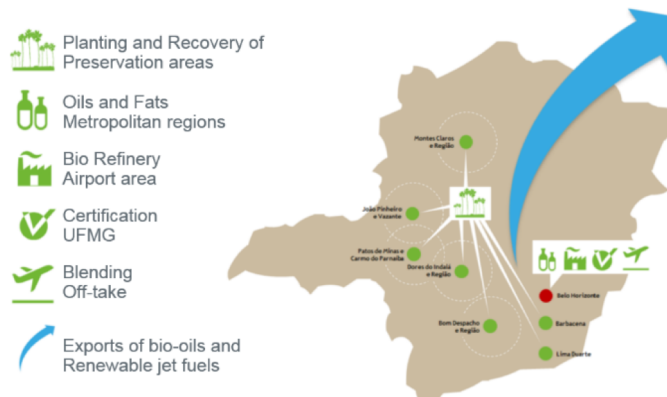 Planting and Recovery of
Preservation areas
Oils and Fats
Metropolitan regions
Bio Refinery
Airport area
Certification
UFMG
Blending
Off-take
Exports of bio-oils and
Renewable jet fuels
Montes Claros
e Região
João Pinheiro
e Vazante
Patos de Minas e
Carmo do Parnaíba
Dores do Indaiá
e Região
Bom Despacho
e Região
Belo Horizonte
Barbacena
Lima Duarte